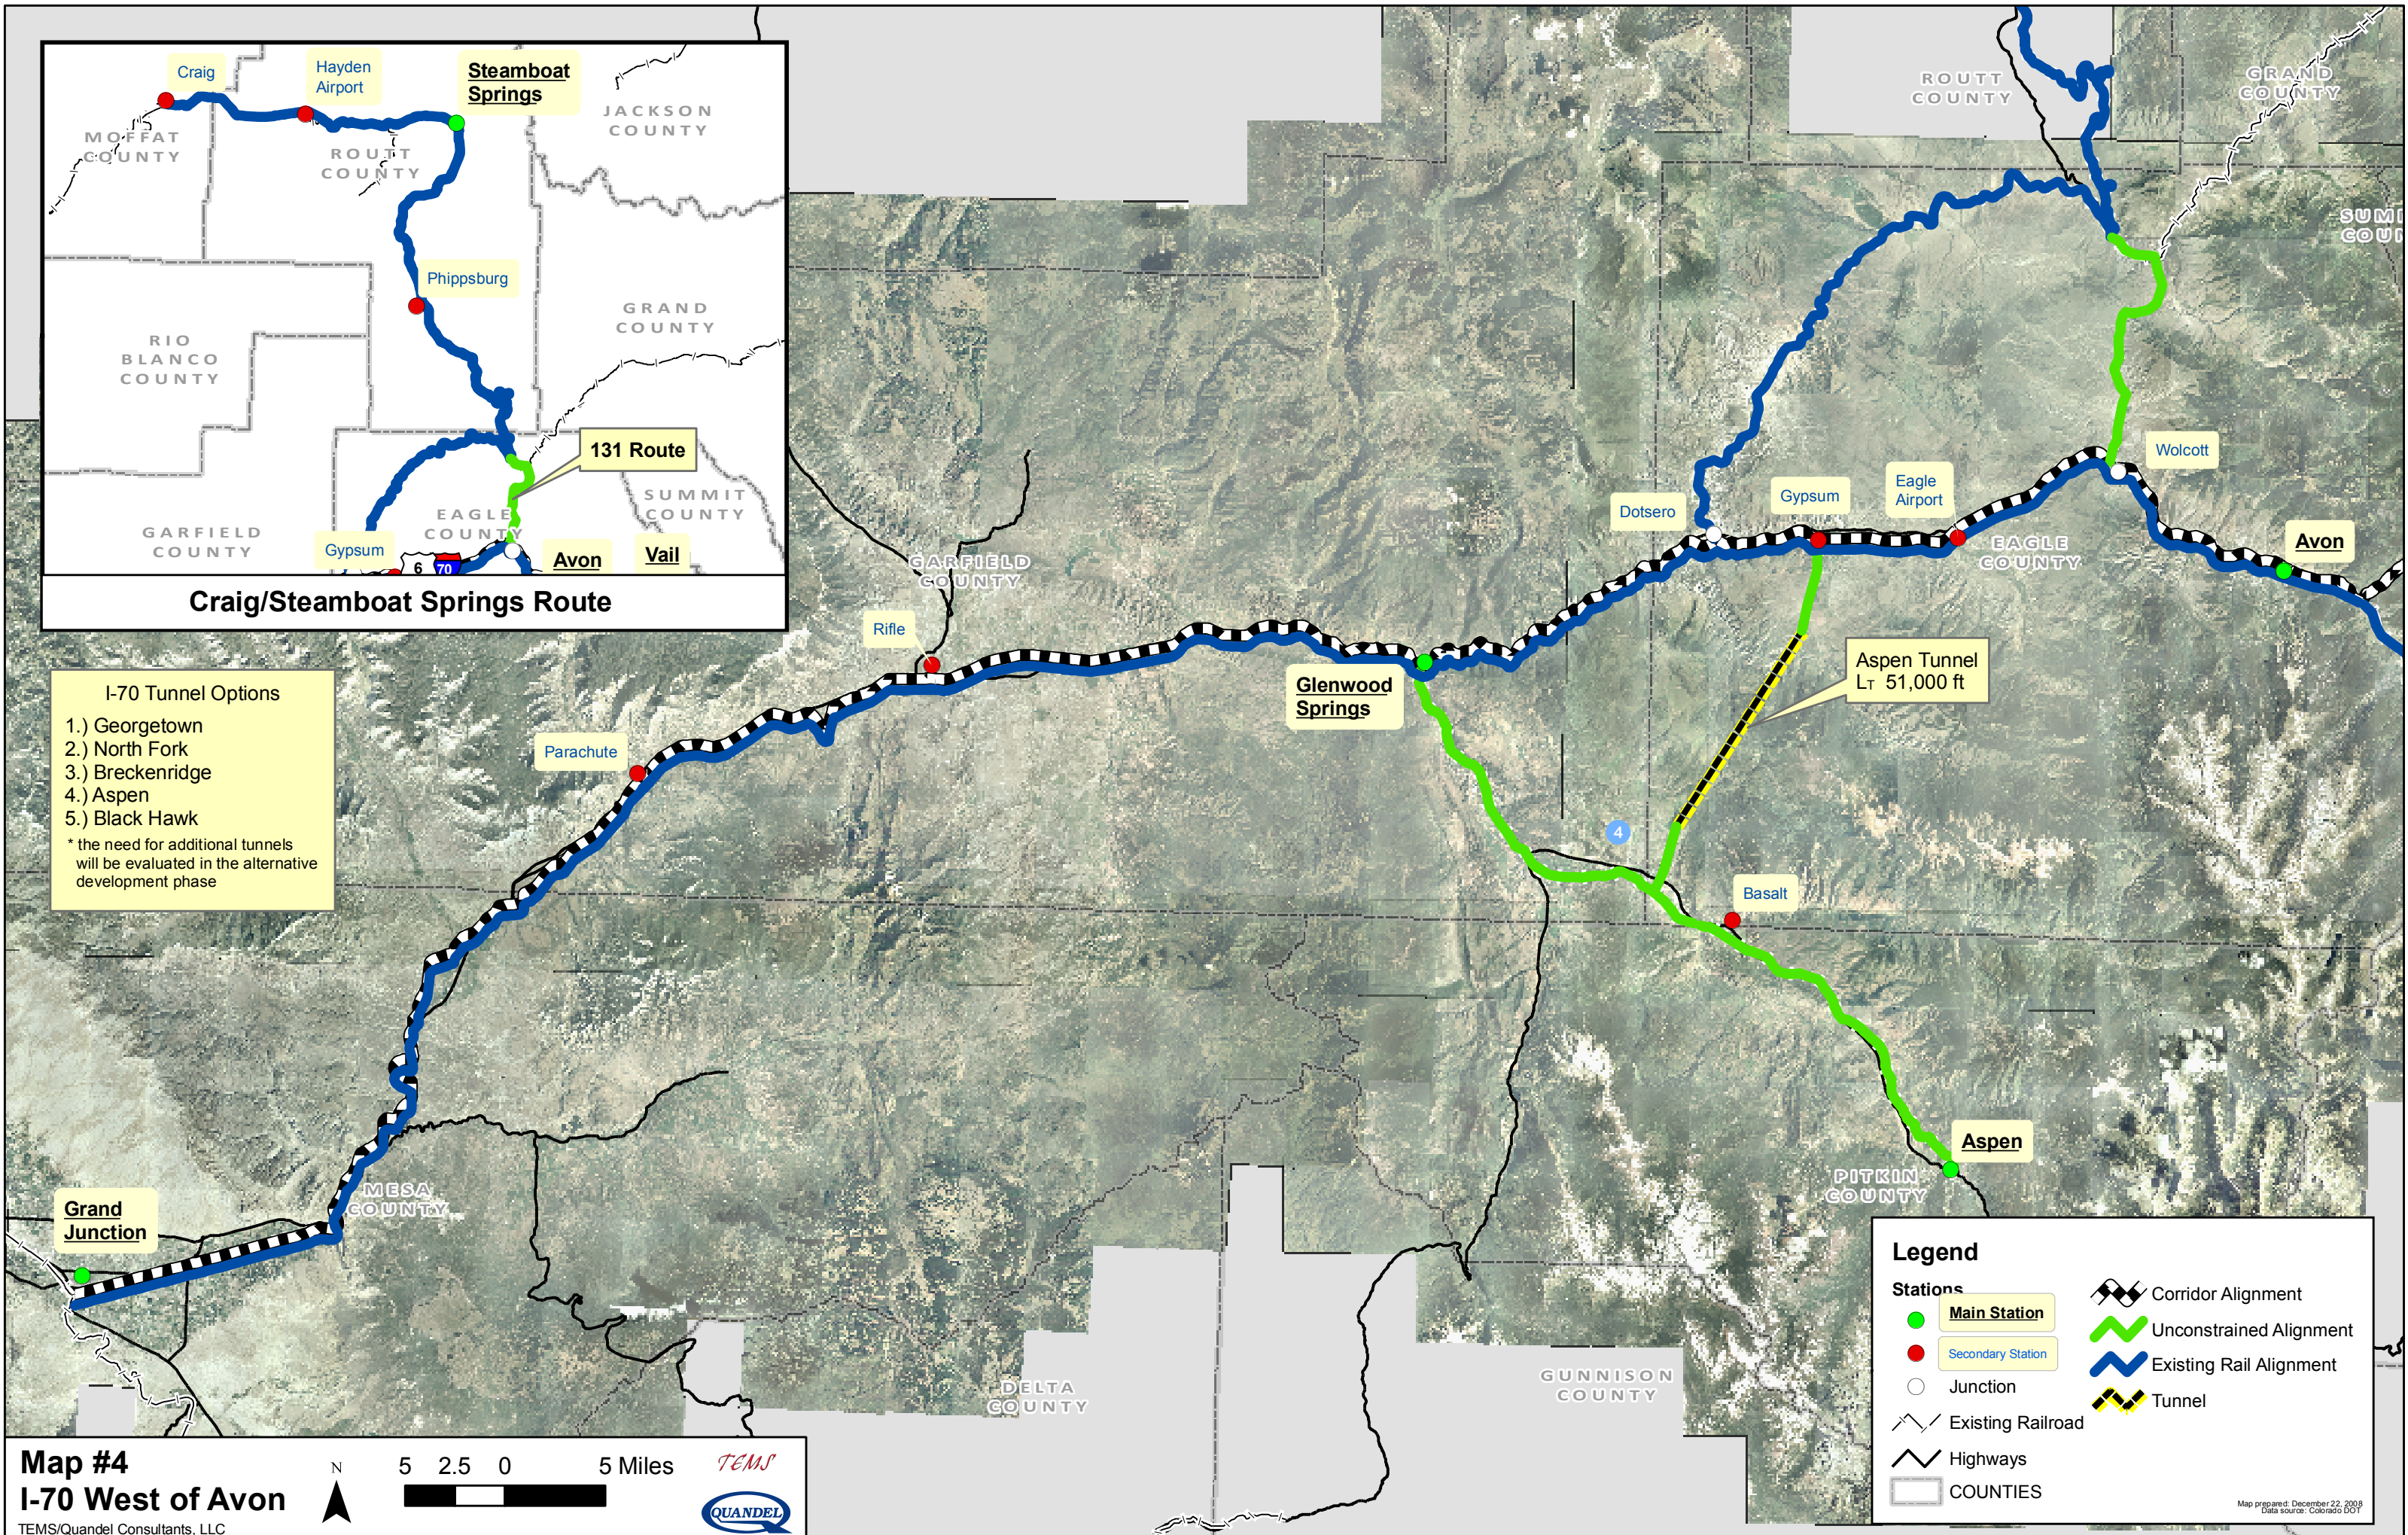 Craig
Hayden
Airport
Steamboat
Springs
MOFFAT
COUNTY
ROUTT
COUNTY
JACKSON
COUNTY
Phippsburg
GRAND
COUNTY
RIO
BLANCO
COUNTY
131 Route
GARFIELD
COUNTY
EAGLE
COUNTY
SUMMIT
COUNTY
Gypsum
6
70
Avon
Vail
Craig/Steamboat Springs Route
ROUTT
COUNTY
GRAND
COUNTY
SUMM
COUN
Wolcott
Dotsero
Gypsum
Eagle
Airport
EAGLE
COUNTY
Avon
GARFIELD
COUNTY
Rifle
Glenwood
Springs
Aspen Tunnel
LT 51,000 ft
I-70 Tunnel Options
1.) Georgetown
2.) North Fork
3.) Breckenridge
4.) Aspen
5.) Black Hawk
* the need for additional tunnels
will be evaluated in the alternative
development phase
Parachute
4
Basalt
Aspen
PITKIN
COUNTY
MESA
COUNTY
Grand
Junction
DELTA
COUNTY
GUNNISON
COUNTY
Legend
Stations
Main Station
Secondary Station
Junction
Existing Railroad
Highways
COUNTIES
Corridor Alignment
Unconstrained Alignment
Existing Rail Alignment
Tunnel
Map prepared: December 22, 2008
Data source: Colorado DOT
Map #4
I-70 West of Avon
TEMS/Quandel Consultants, LLC
N
5 2.5 0 5 Miles
TEMS
QUANDEL